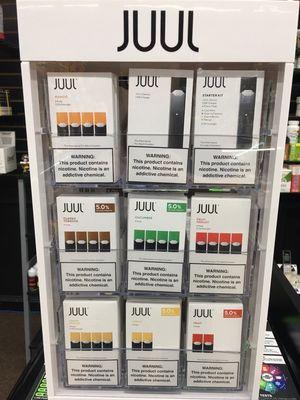 JUUL
JUUL
JUUL
JUUL
STARTER KIT
WARNING:
This product contains
nicotine. Nicotine is an
addictive chemical.
WARNING:
This product contains
nicotine. Nicotine is an
addictive chemical.
WARNING:
This product contains
nicotine. Nicotine is an
addictive chemical.
JUUL
5.0%
JUUL
5.0%
CUCUMBER
JUUL
WARNING:
This product contains
nicotine. Nicotine is an
addictive chemical.
WARNING:
This product contains
nicotine. Nicotine is an
addictive chemical.
WARNING:
This product contains
nicotine. Nicotine is an
addictive chemical.
JUUL
JUUL
5.0%
JUUL
5.0%
WARNING:
This product contains
nicotine. Nicotine is an
addictive chemical.
WARNING:
This product contains
nicotine. Nicotine is an
addictive chemical.
WARNING:
This product contains
nicotine. Nicotine is an
addictive chemical.